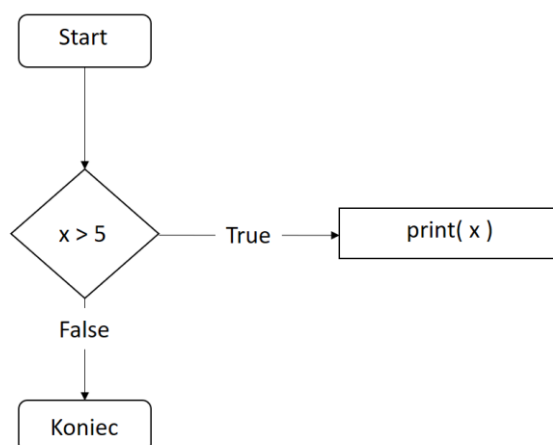 Start
x > 5
True
print( x )
False
Koniec